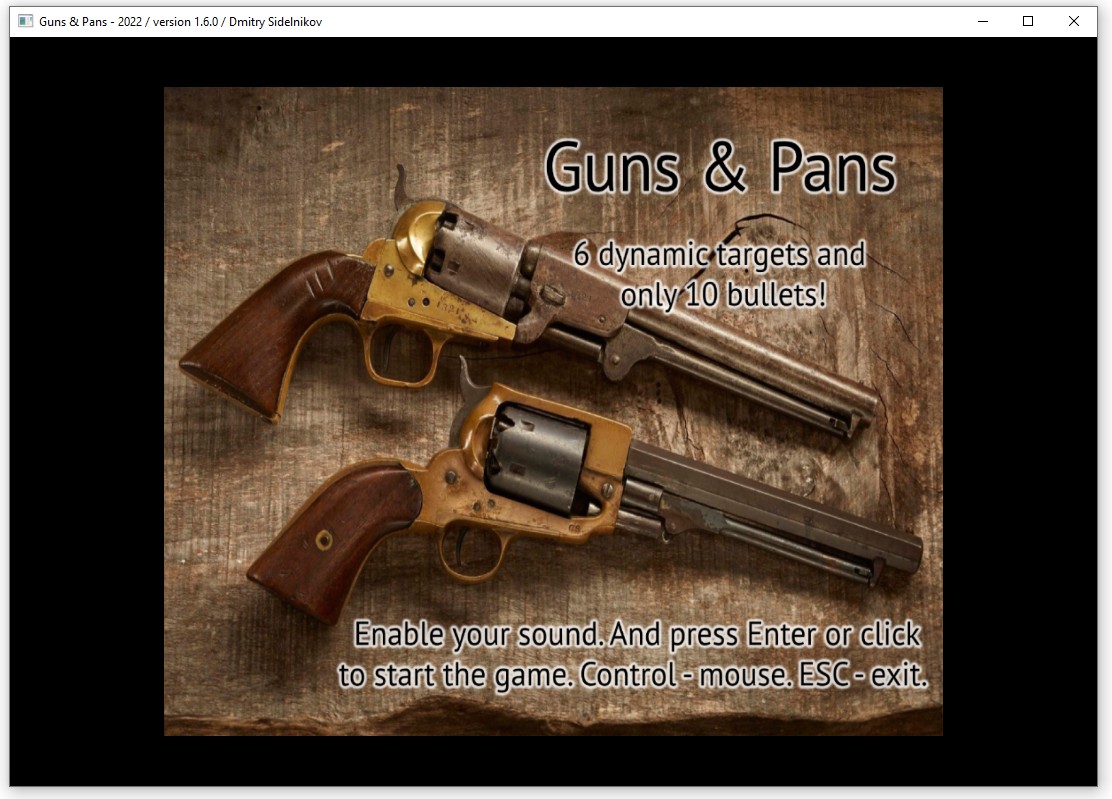 Guns & Pans - 2022 / version 1.6.0 / Dmitry Sidelnikov
Guns & Pans
6 dynamic targets and
only 10 bullets!
Enable your sound. And press Enter or click
to start the game. Control - mouse. ESC - exit.